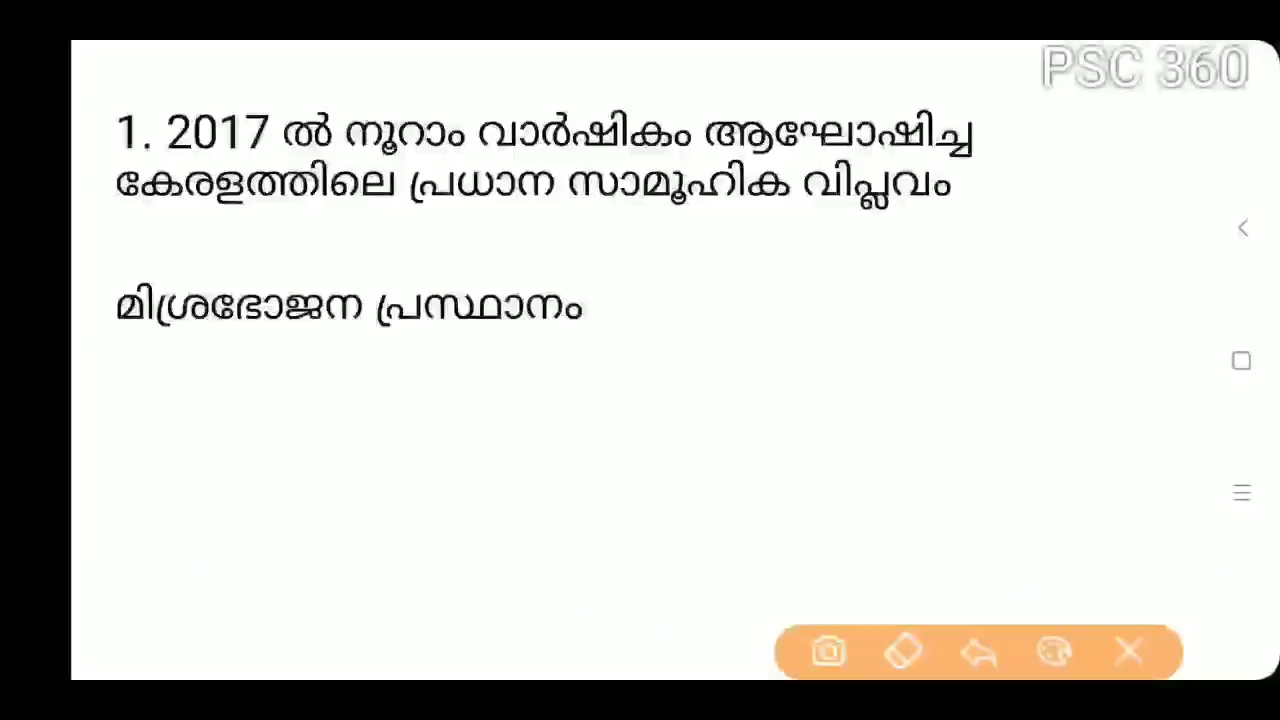 PSC 360
1. 2017 ൽ നൂറാം വാർഷികം ആഘോഷിച്ച
കേരളത്തിലെ പ്രധാന സാമൂഹിക വിപ്ലവം
മിശ്രഭോജന പ്രസ്ഥാനം